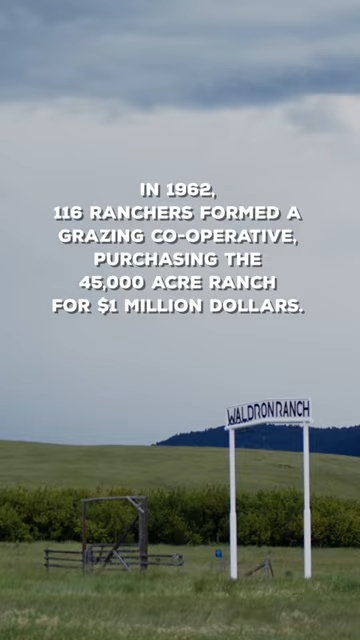 IN 1962,
116 RANCHERS FORMED A
GRAZING CO-OPERATIVE,
PURCHASING THE
45,000 ACRE RANCH
FOR $1 MILLION DOLLARS.
WALDRON RANCH